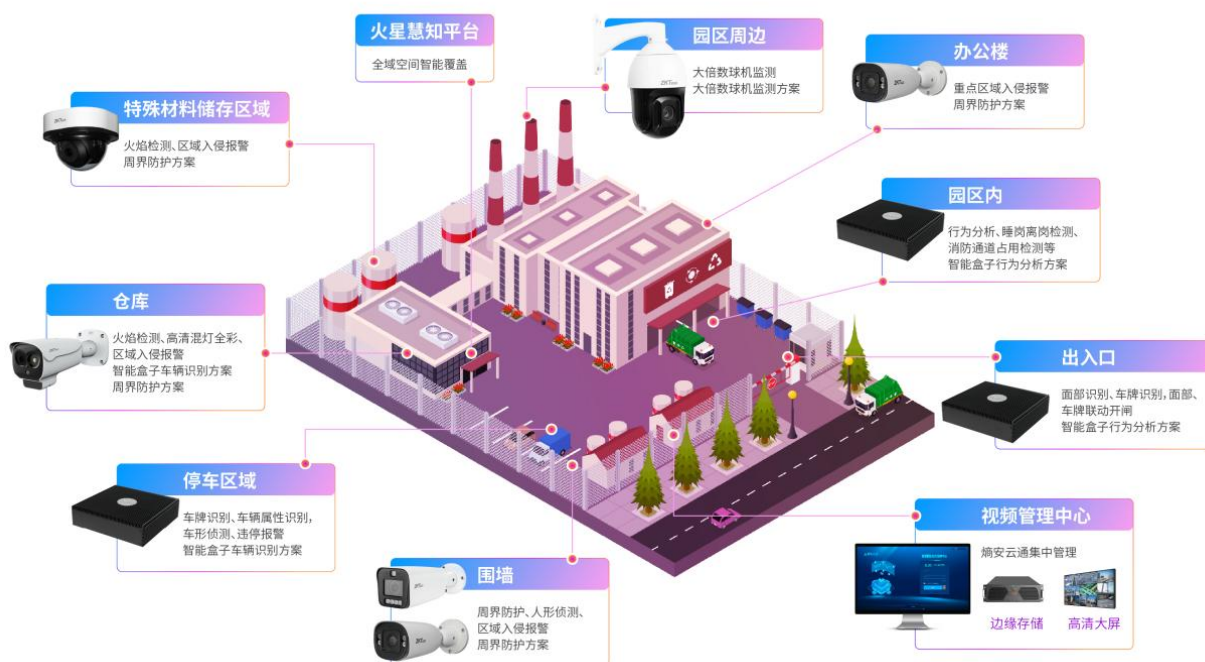 火星慧知平台
全域空间智能覆盖
园区周边
大倍数球机监测
大倍数球机监测方案
办公楼
重点区域入侵报警
周界防护方案
特殊材料储存区域
火焰检测、区域入侵报警
周界防护方案
园区内
行为分析、睡岗离岗检测、
消防通道占用检测等
智能盒子行为分析方案
仓库
火焰检测、高清混灯全彩、
区域入侵报警
智能盒子车辆识别方案
周界防护方案
出入口
面部识别、车牌识别，面部、
车牌联动开闸
智能盒子行为分析方案
停车区域
车牌识别、车辆属性识别，
车形侦测、违停报警
智能盒子车辆识别方案
视频管理中心
熵安云通集中管理
边缘存储
高清大屏
围墙
周界防护、人形侦测、
区域入侵报警
周界防护方案